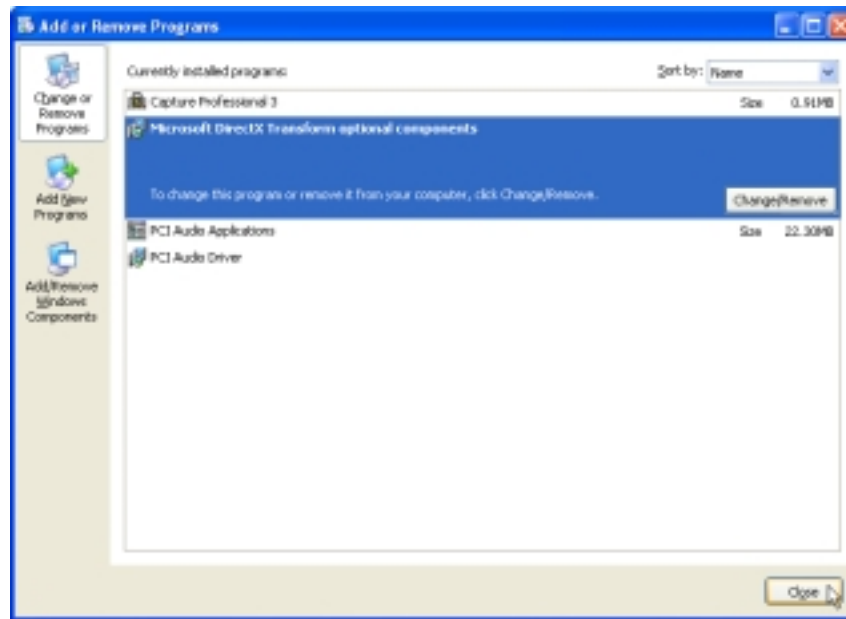 Add or Remove Programs
Change or
Remove
Programs
Add New
Programs
Add/Remove
Windows
Components
Currently installed programs:
Sort by: Name
Capture Professional 3 Size 0.91MB
Microsoft DirectX Transform optional components
To change this program or remove it from your computer, click Change/Remove.
Change/Remove
PCI Audio Applications Size 22.30MB
PCI Audio Driver
Close